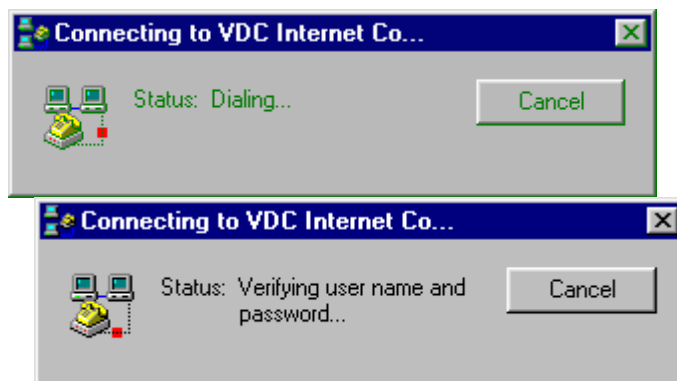 Connecting to VDC Internet Co...
Status: Dialing...
Cancel
Connecting to VDC Internet Co...
Status: Verifying user name and
password...
Cancel